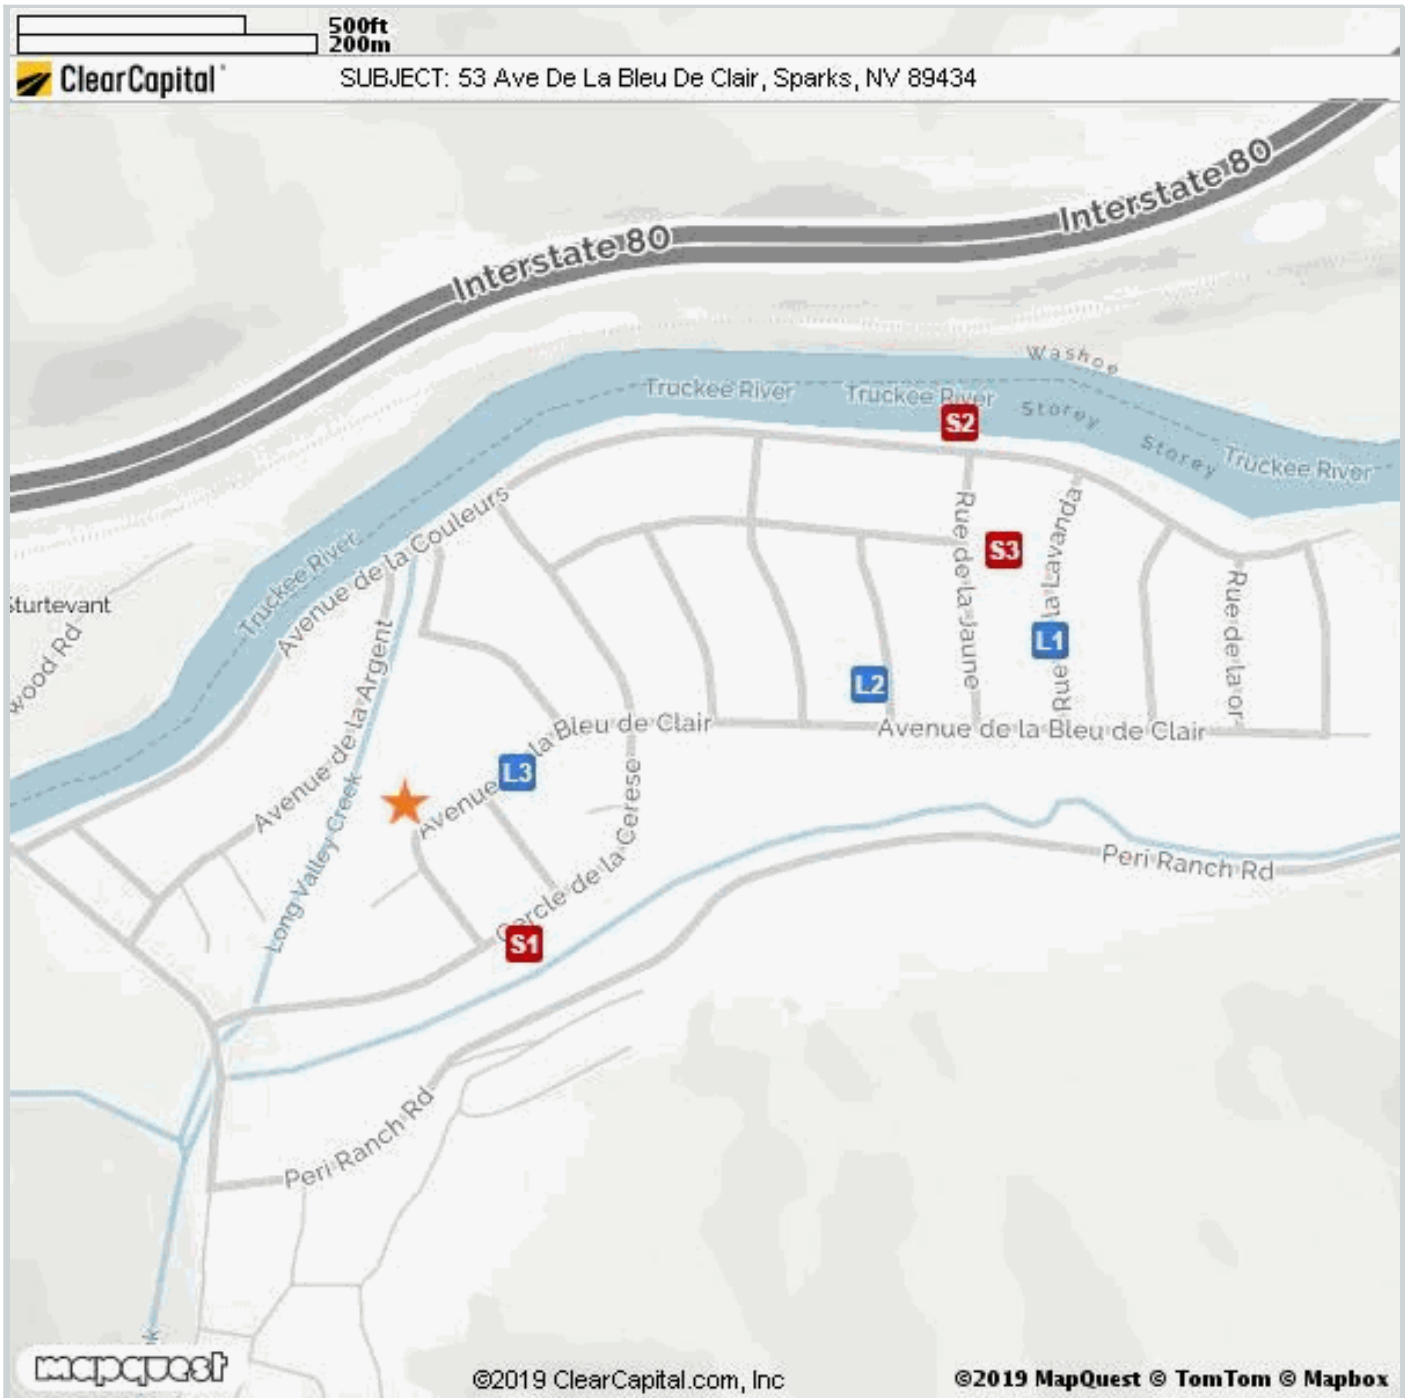 500ft
200m
ClearCapital
SUBJECT: 53 Ave De La Bleu De Clair, Sparks, NV 89434
Interstate 80
Interstate 80
Washoe
Truckee River
Truckee River
Storey
S2
Storey
Truckee River
Avenue de la Couleurs
Rue de la Jaune
S3
Rue la Lavanda
Truckee River
Sturtevant
wood Rd
Rue de la or
L1
Avenue de la Argent
L2
Avenue la Bleu de Clair
Avenue de la Bleu de Clair
L3
Long Valley Creek
Cercle de la Cerese
Peri Ranch Rd
S1
Peri Ranch Rd
mapquest
©2019 ClearCapital.com, Inc
©2019 MapQuest © TomTom © Mapbox